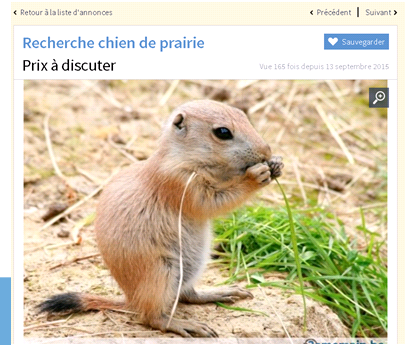 Retour à la liste d'annonces
Précédent | Suivant
Recherche chien de prairie
Sauvegarder
Prix à discuter
Vue 165 fois depuis 13 septembre 2015